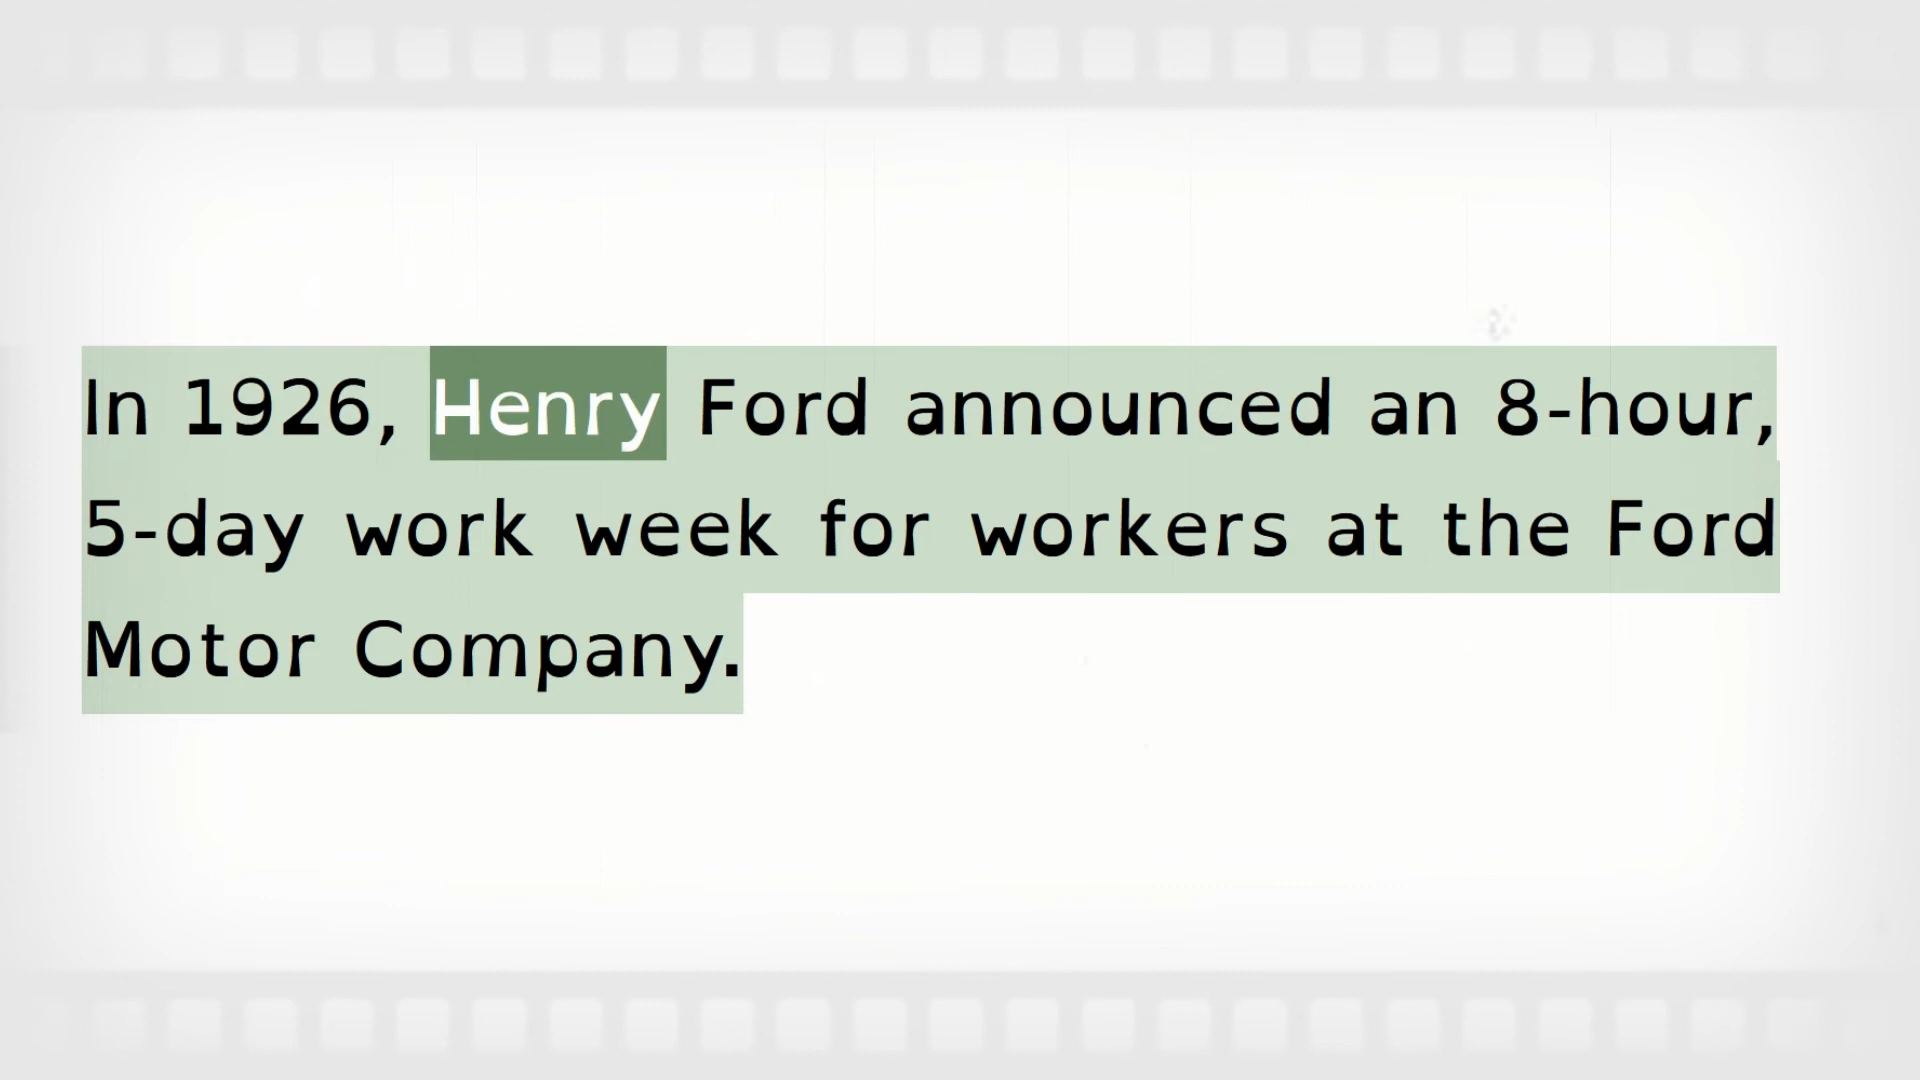 In 1926, Henry Ford announced an 8-hour,
5-day work week for workers at the Ford
Motor Company.